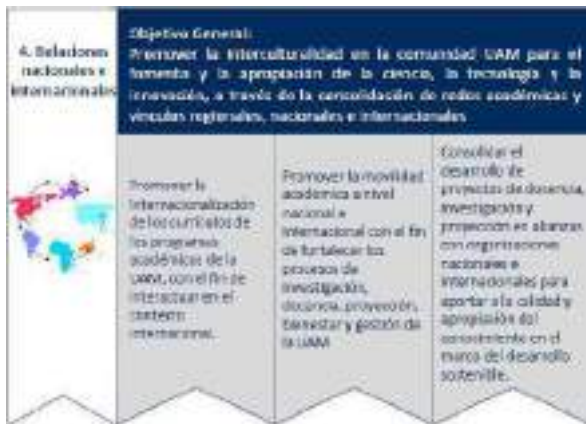 4. Relaciones
nacionales e
internacionales
Objetivo General:
Promover la interculturalidad en la comunidad UAM para el
fomento y la apropiación de la ciencia, la tecnología y la
innovación, a través de la consolidación de redes académicas y
vínculos regionales, nacionales e internacionales
Promover la
internacionalización
de los currículos de
los programas
académicos de la
UAM, con el fin de
interactuar en el
contexto
internacional.
Promover la movilidad
académica a nivel
nacional e
internacional con el fin
de fortalecer los
procesos de
investigación,
docencia, proyección,
bienestar y gestión de
la UAM
Consolidar el
desarrollo de
proyectos de docencia,
investigación y
proyección en alianzas
con organizaciones
nacionales e
internacionales para
aportar a la calidad y
apropiación del
conocimiento en el
marco del desarrollo
sostenible.